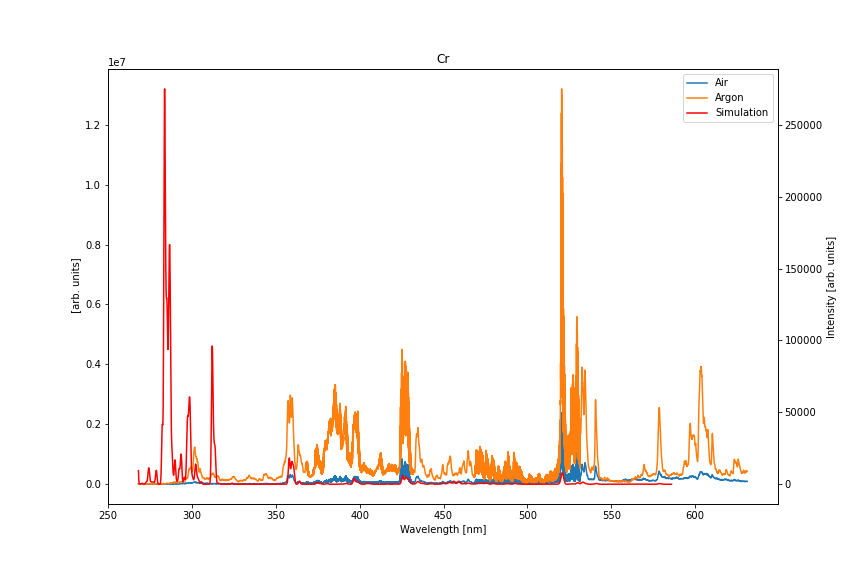 Cr
1e7
Air
Argon
Simulation
1.2
1.0
0.8
0.6
0.4
0.2
0.0
[arb. units]
250000
200000
150000
100000
50000
0
Intensity [arb. units]
250 300 350 400 450 500 550 600
Wavelength [nm]